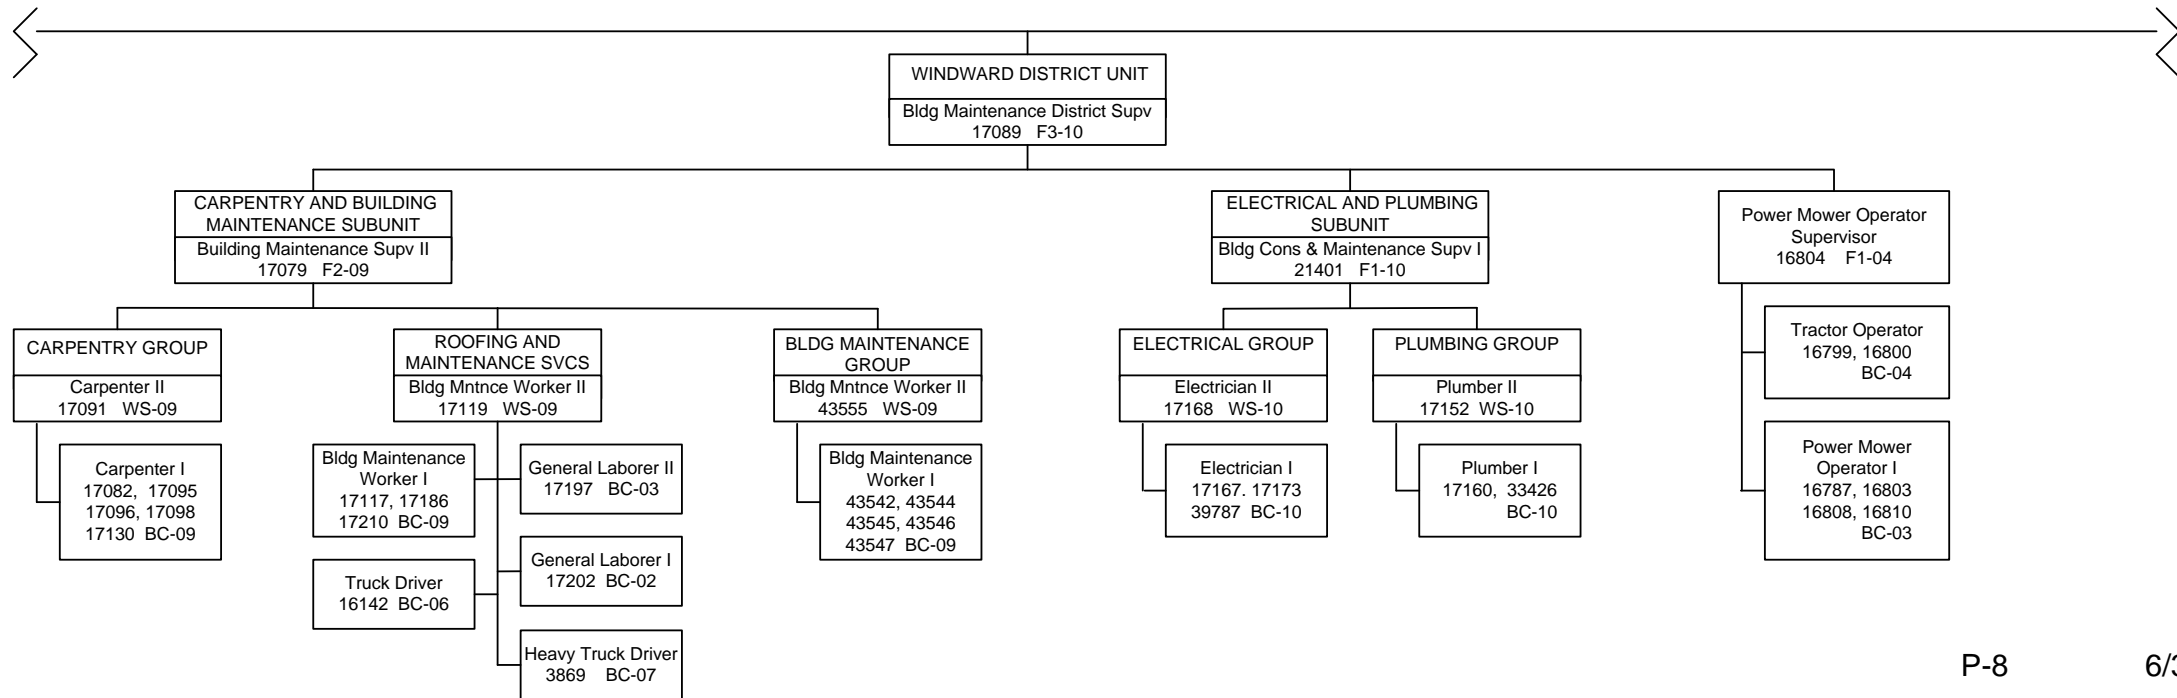 WINDWARD DISTRICT UNIT
Bldg Maintenance District Supv
17089 F3-10
CARPENTRY AND BUILDING
MAINTENANCE SUBUNIT
Building Maintenance Supv II
17079 F2-09
ELECTRICAL AND PLUMBING
SUBUNIT
Bldg Cons & Maintenance Supv I
21401 F1-10
Power Mower Operator
Supervisor
16804 F1-04
CARPENTRY GROUP
Carpenter II
17091 WS-09
Carpenter I
17082, 17095
17096, 17098
17130 BC-09
ROOFING AND
MAINTENANCE SVCS
Bldg Mntnce Worker II
17119 WS-09
Bldg Maintenance
Worker I
17117, 17186
17210 BC-09
General Laborer II
17197 BC-03
Truck Driver
16142 BC-06
General Laborer I
17202 BC-02
Heavy Truck Driver
3869 BC-07
BLDG MAINTENANCE
GROUP
Bldg Mntnce Worker II
43555 WS-09
Bldg Maintenance
Worker I
43542, 43544
43545, 43546
43547 BC-09
ELECTRICAL GROUP
Electrician II
17168 WS-10
Electrician I
17167. 17173
39787 BC-10
PLUMBING GROUP
Plumber II
17152 WS-10
Plumber I
17160, 33426
BC-10
Tractor Operator
16799, 16800
BC-04
Power Mower
Operator I
16787, 16803
16808, 16810
BC-03
P-8